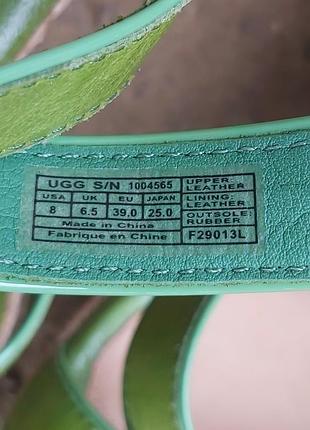 UGG S/N 1004565
USA UK EU JAPAN
8 6.5 39.0 25.0
Made in China
Fabrique en Chine
UPPER:
LEATHER
LINING:
LEATHER
OUTSOLE:
RUBBER
F29013L